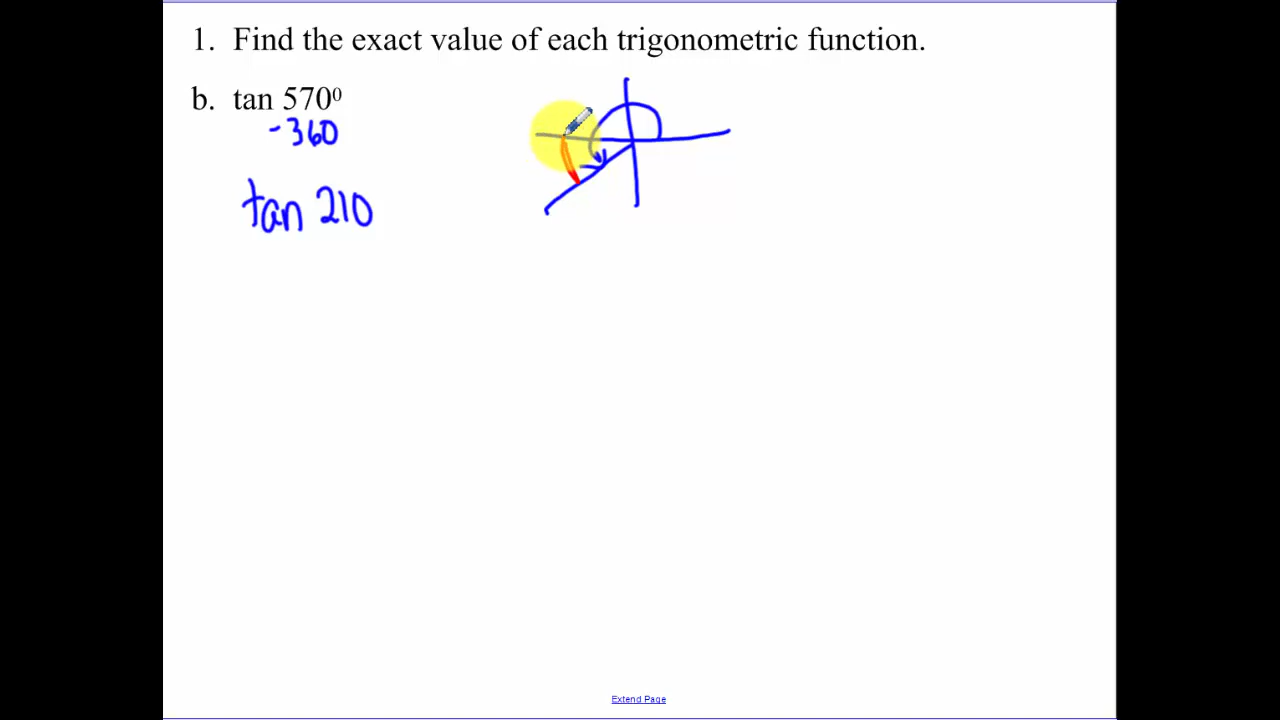 1. Find the exact value of each trigonometric function.
b. tan 570⁰
-360
tan 210
Extend Page